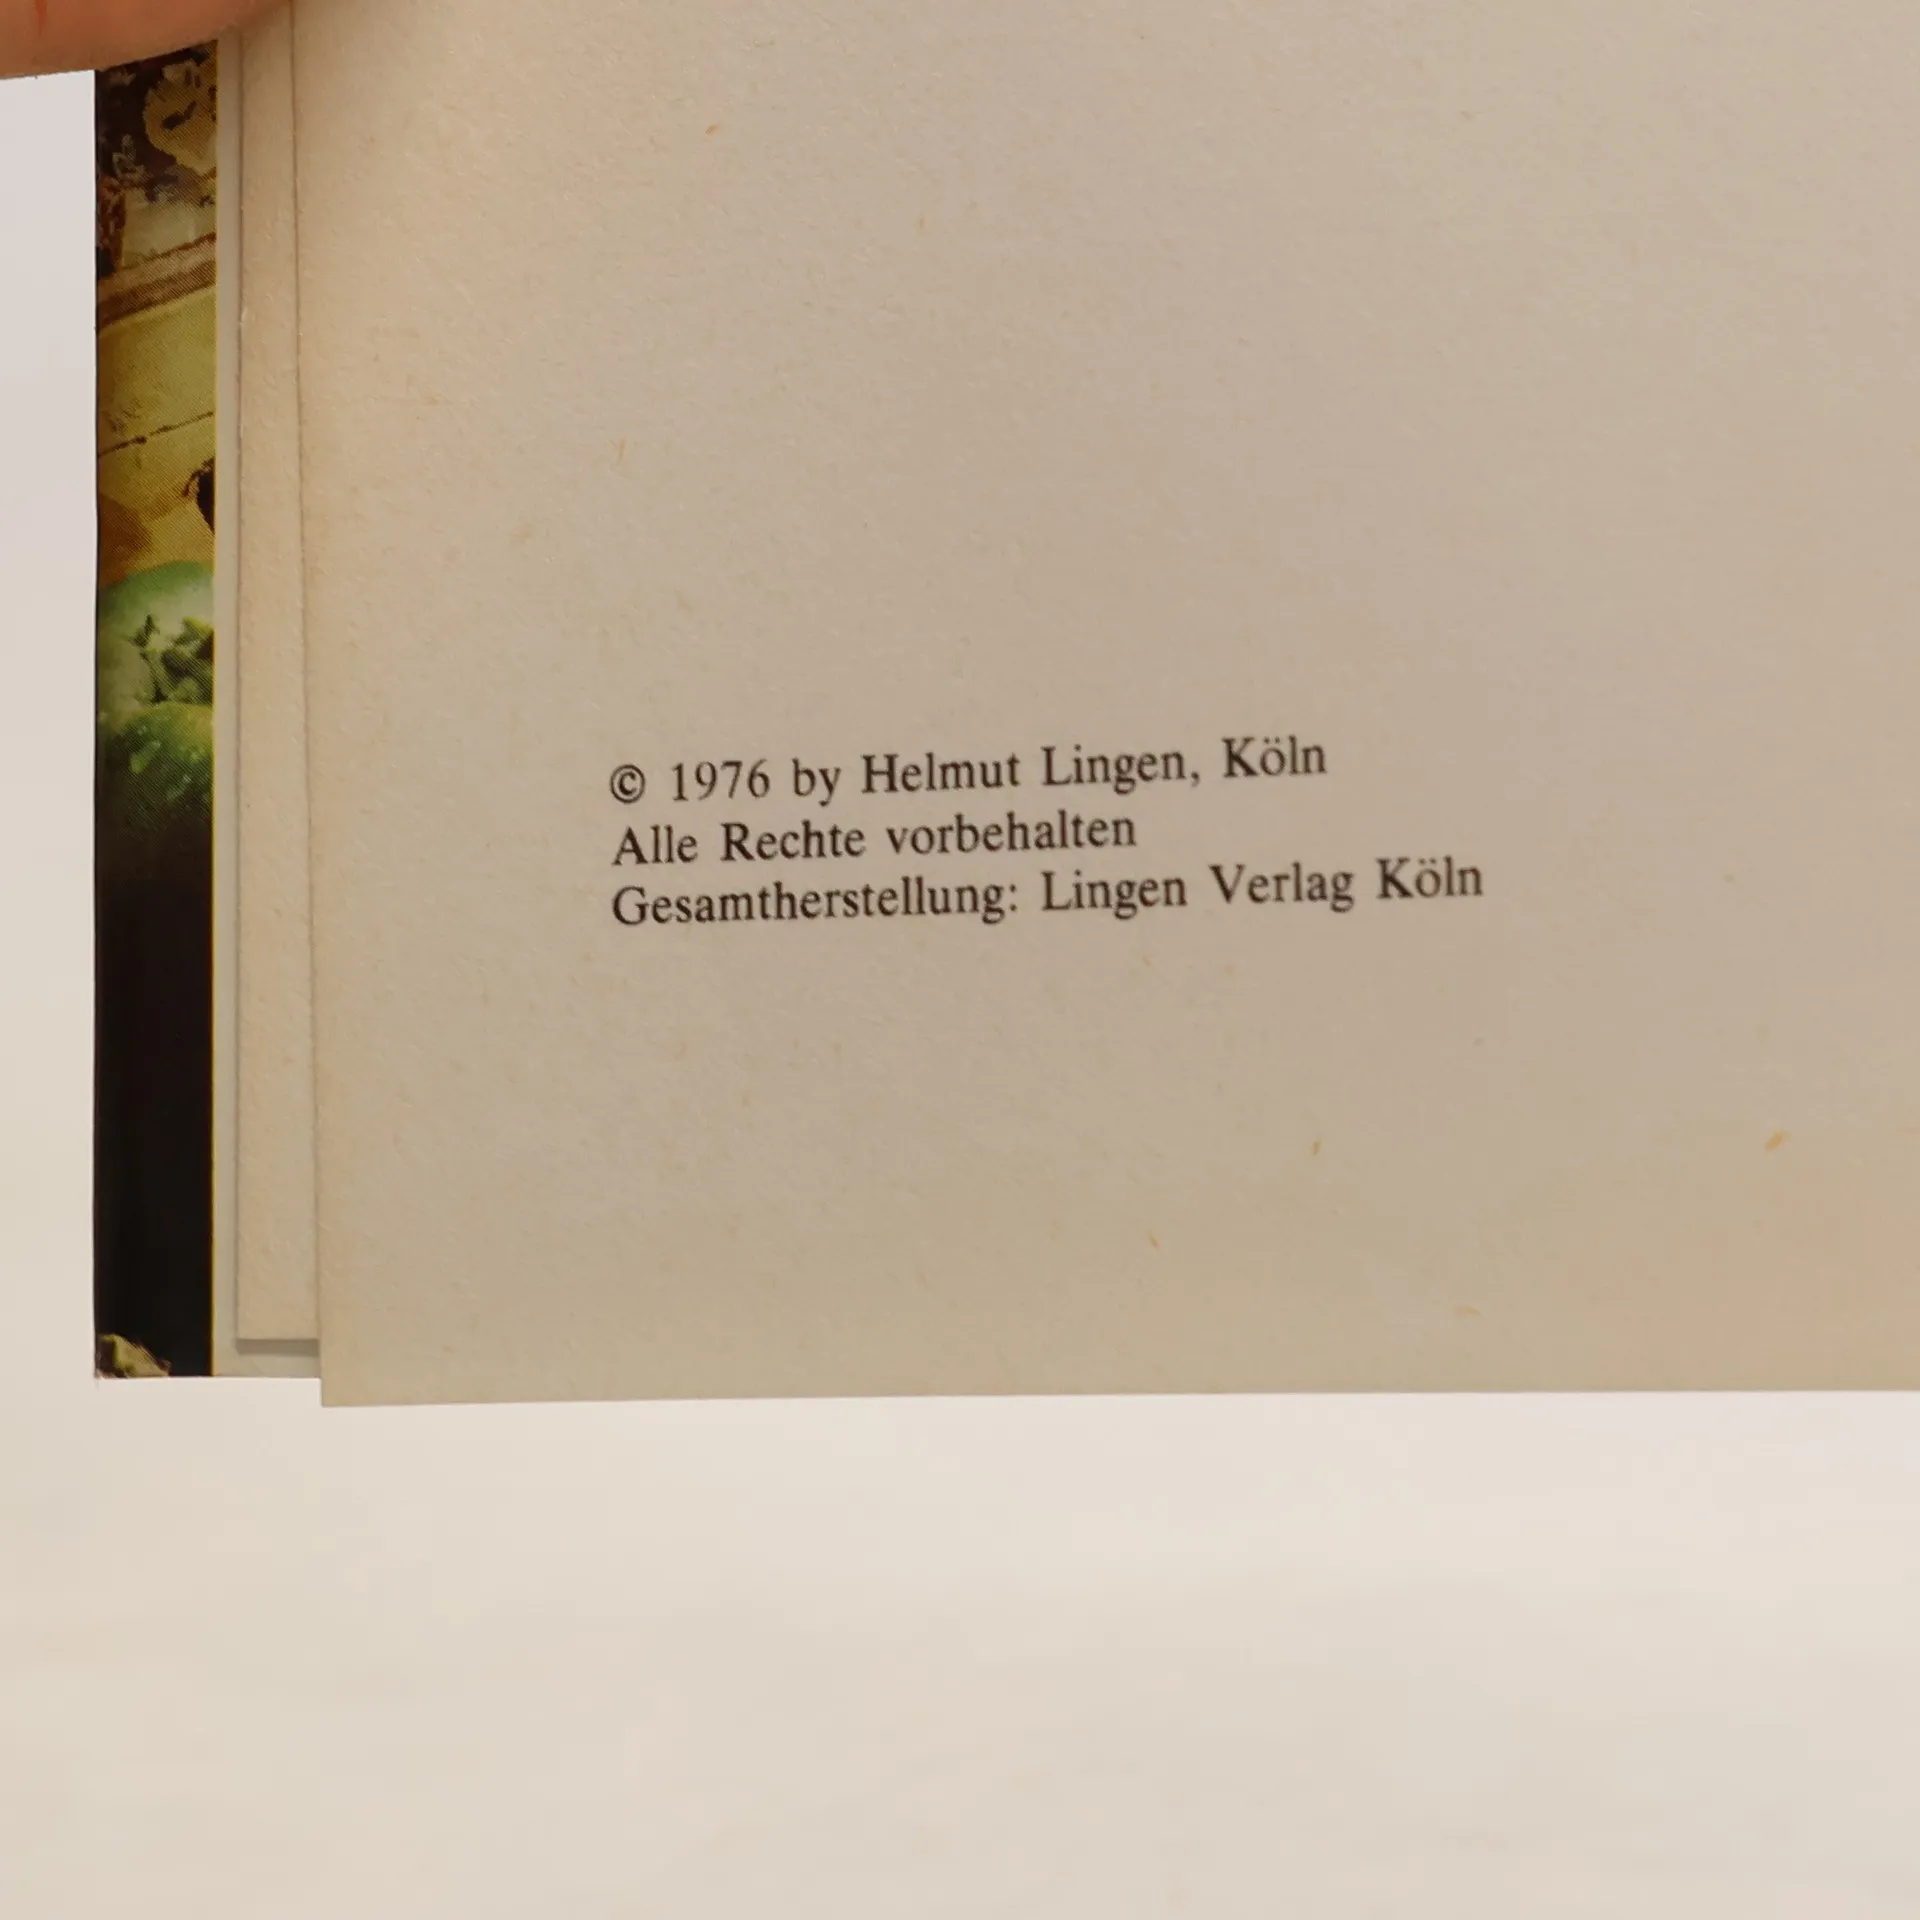 © 1976 by Helmut Lingen, Köln
Alle Rechte vorbehalten
Gesamtherstellung: Lingen Verlag Köln